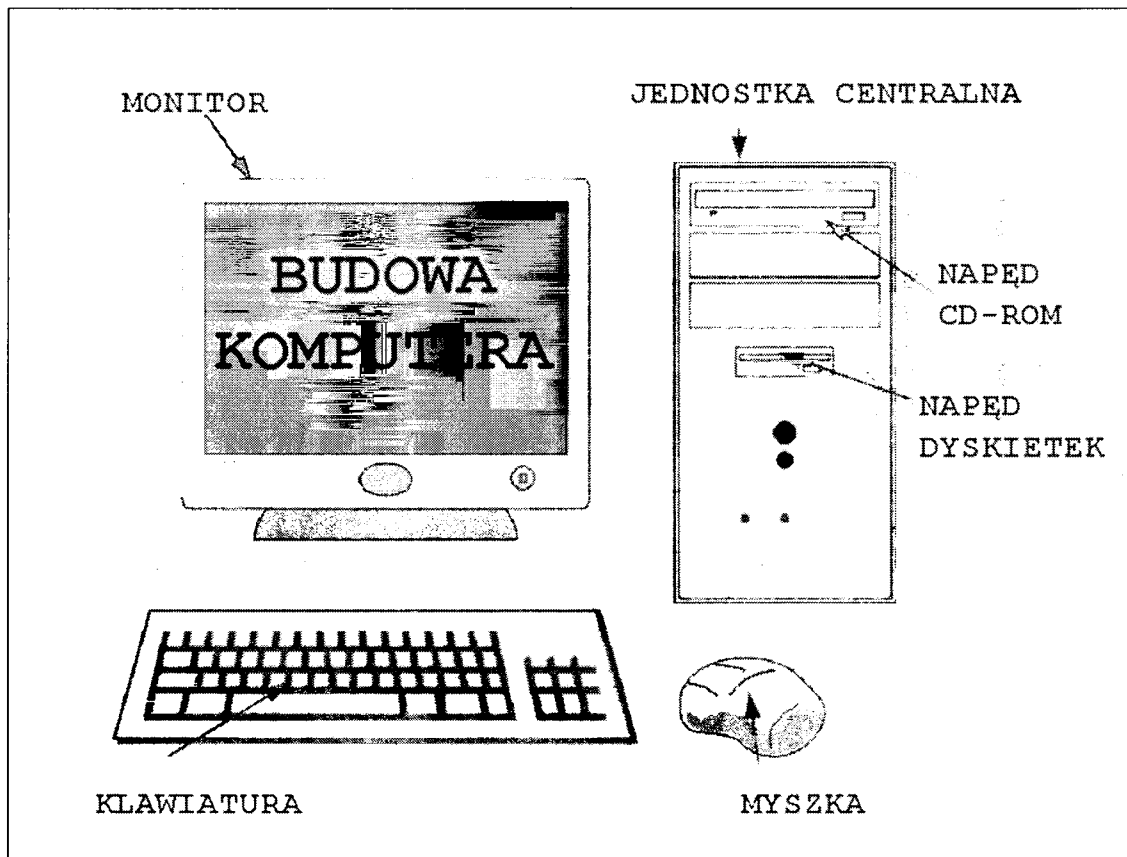 MONITOR
JEDNOSTKA CENTRALNA
BUDOWA
KOMPUTERA
NAPĘD
CD-ROM
NAPĘD
DYSKIETEK
KLAWIATURA
MYSZKA